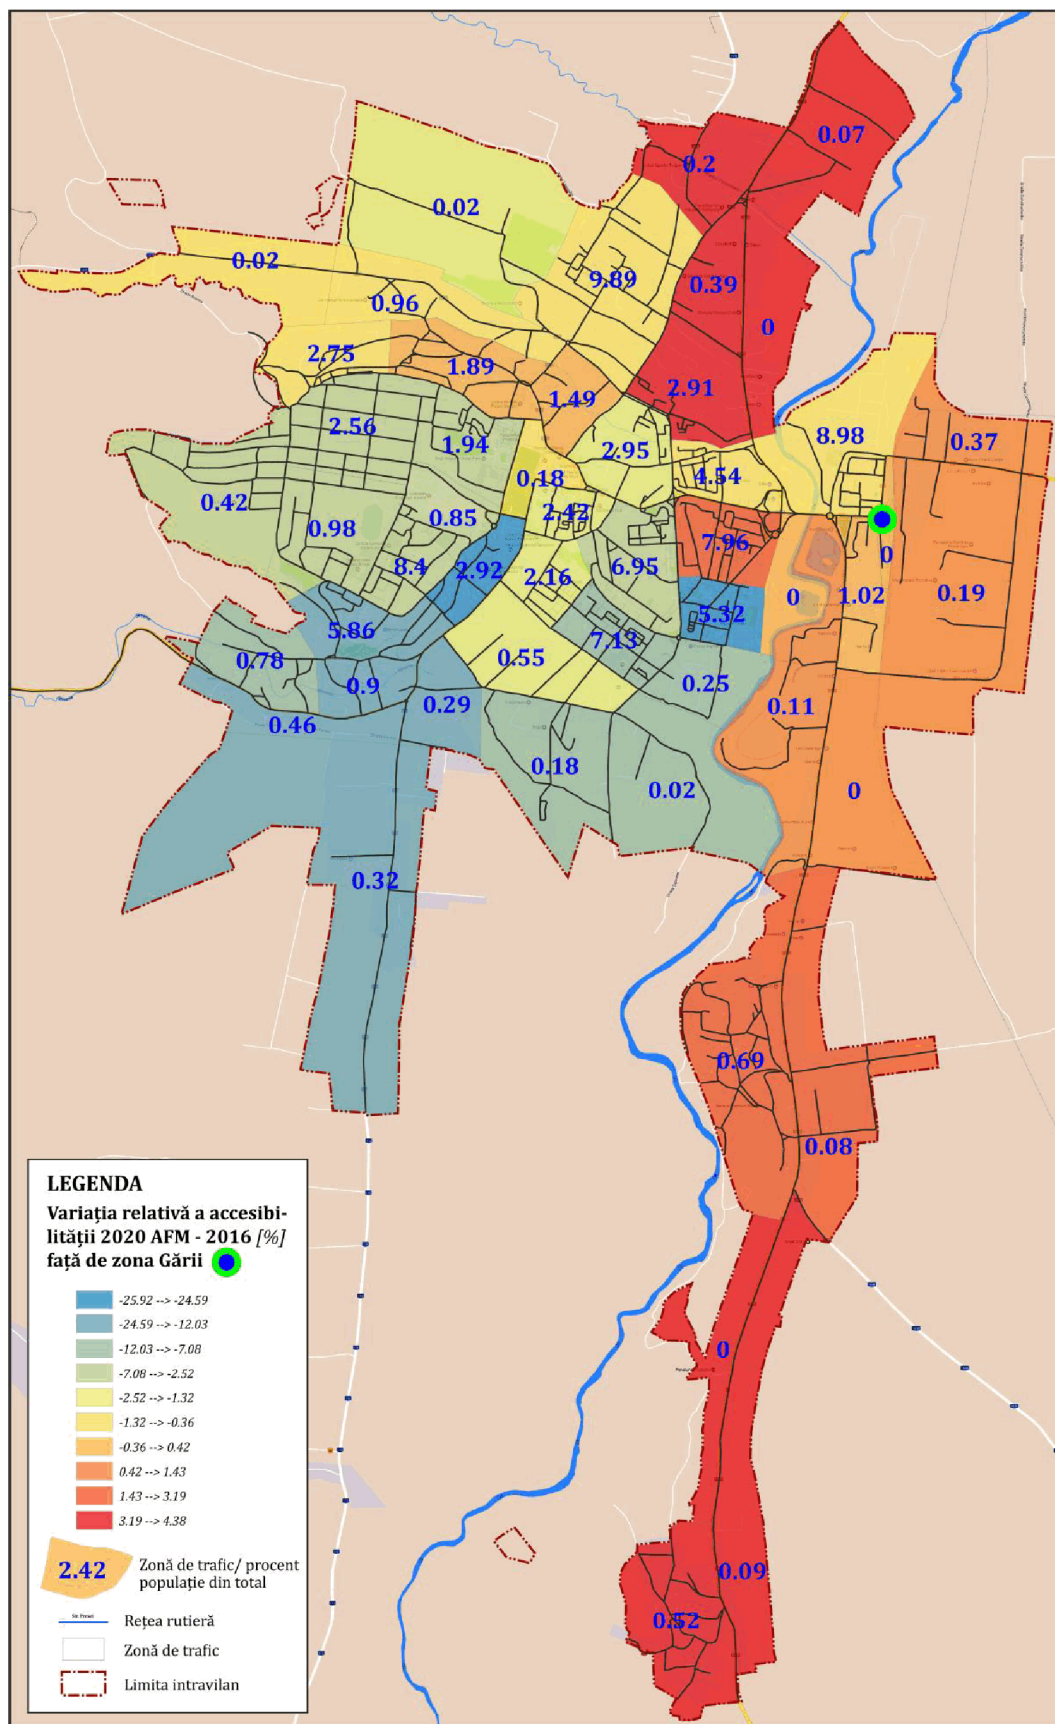 0.07
0.2
0.02
0.02
9.89
0.39
0.96
0
2.75
1.89
2.91
1.49
2.56
1.94
2.95
8.98
0.37
4.54
0.18
0.42
2.42
0.98
0.85
7.96
0
8.4
2.92
2.16
6.95
0
1.02
0.19
5.32
5.86
7.13
0.78
0.55
0.9
0.25
0.29
0.11
0.46
0.18
0.02
0
0.32
0.69
0.08
0
0.09
0.52
LEGENDA
Variația relativă a accesibi-
lității 2020 AFM - 2016 [%]
față de zona Gării
-25.92 --> -24.59
-24.59 --> -12.03
-12.03 --> -7.08
-7.08 --> -2.52
-2.52 --> -1.32
-1.32 --> -0.36
-0.36 --> 0.42
0.42 --> 1.43
1.43 --> 3.19
3.19 --> 4.38
2.42
Zonă de trafic/ procent
populație din total
Rețea rutieră
Zonă de trafic
Limita intravilan